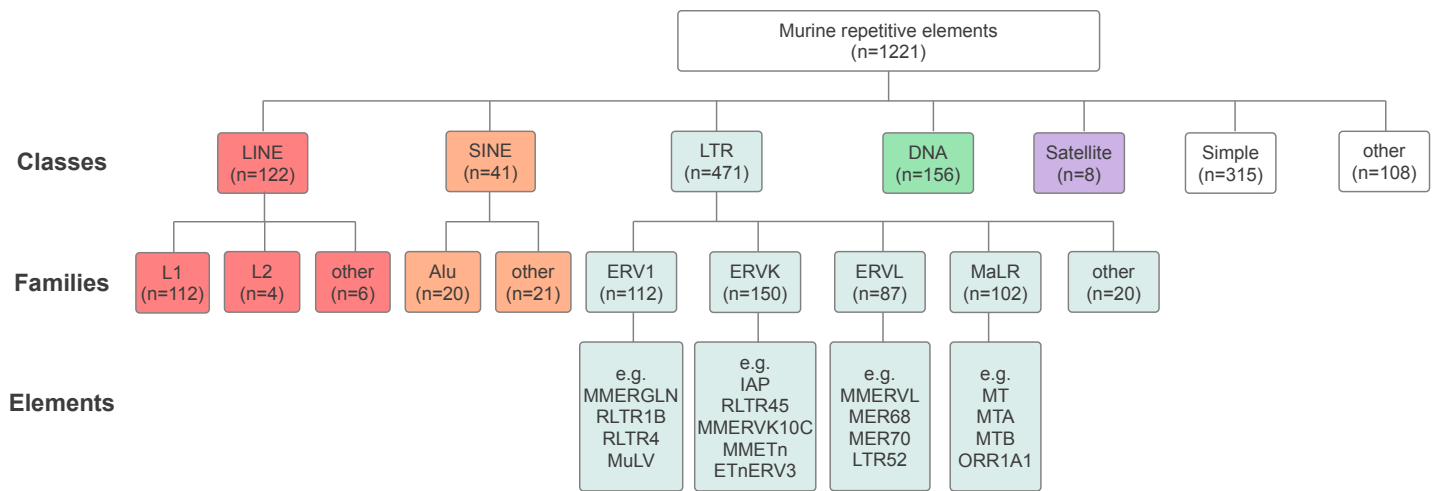 Murine repetitive elements
(n=1221)
Classes
LINE
(n=122)
SINE
(n=41)
LTR
(n=471)
DNA
(n=156)
Satellite
(n=8)
Simple
(n=315)
other
(n=108)
Families
L1
(n=112)
L2
(n=4)
other
(n=6)
Alu
(n=20)
other
(n=21)
ERV1
(n=112)
ERVK
(n=150)
ERVL
(n=87)
MaLR
(n=102)
other
(n=20)
Elements
e.g.
MMERGLN
RLTR1B
RLTR4
MuLV
e.g.
IAP
RLTR45
MMERVK10C
MMETn
ETnERV3
e.g.
MMERVL
MER68
MER70
LTR52
e.g.
MT
MTA
MTB
ORR1A1